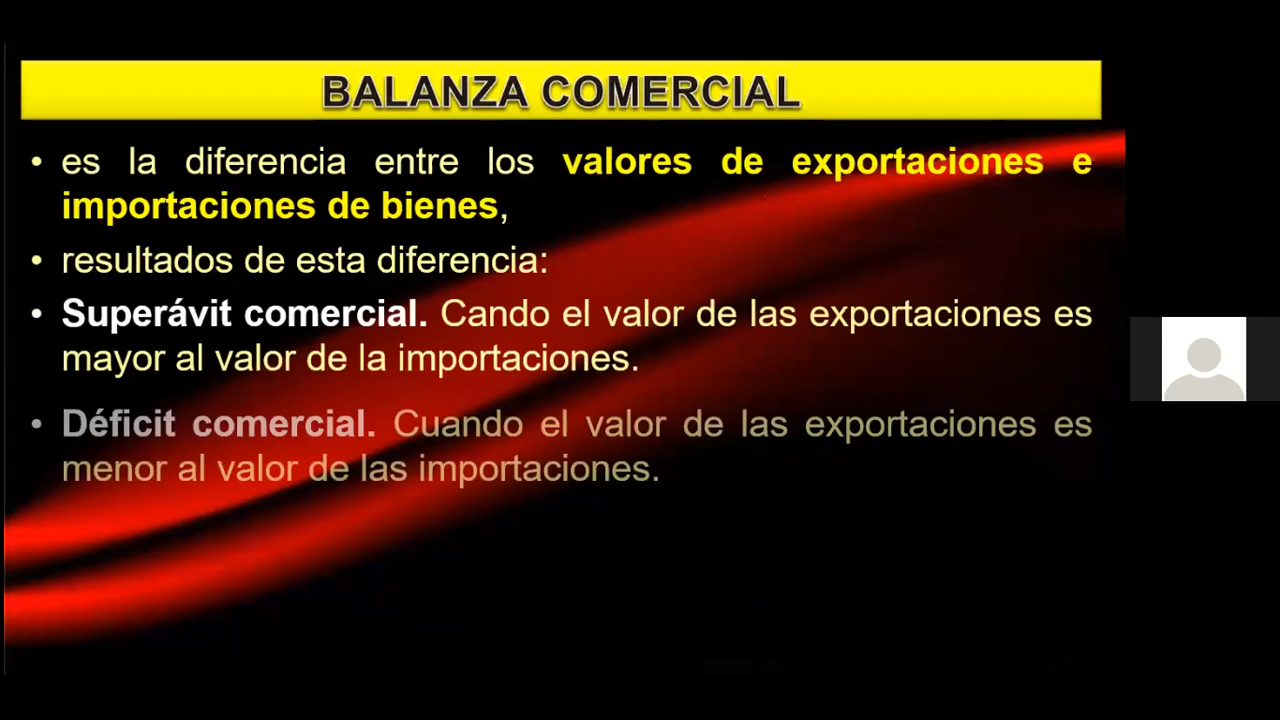 BALANZA COMERCIAL
• es la diferencia entre los valores de exportaciones e
importaciones de bienes,
• resultados de esta diferencia:
• Superávit comercial. Cando el valor de las exportaciones es
mayor al valor de la importaciones.
• Déficit comercial. Cuando el valor de las exportaciones es
menor al valor de las importaciones.